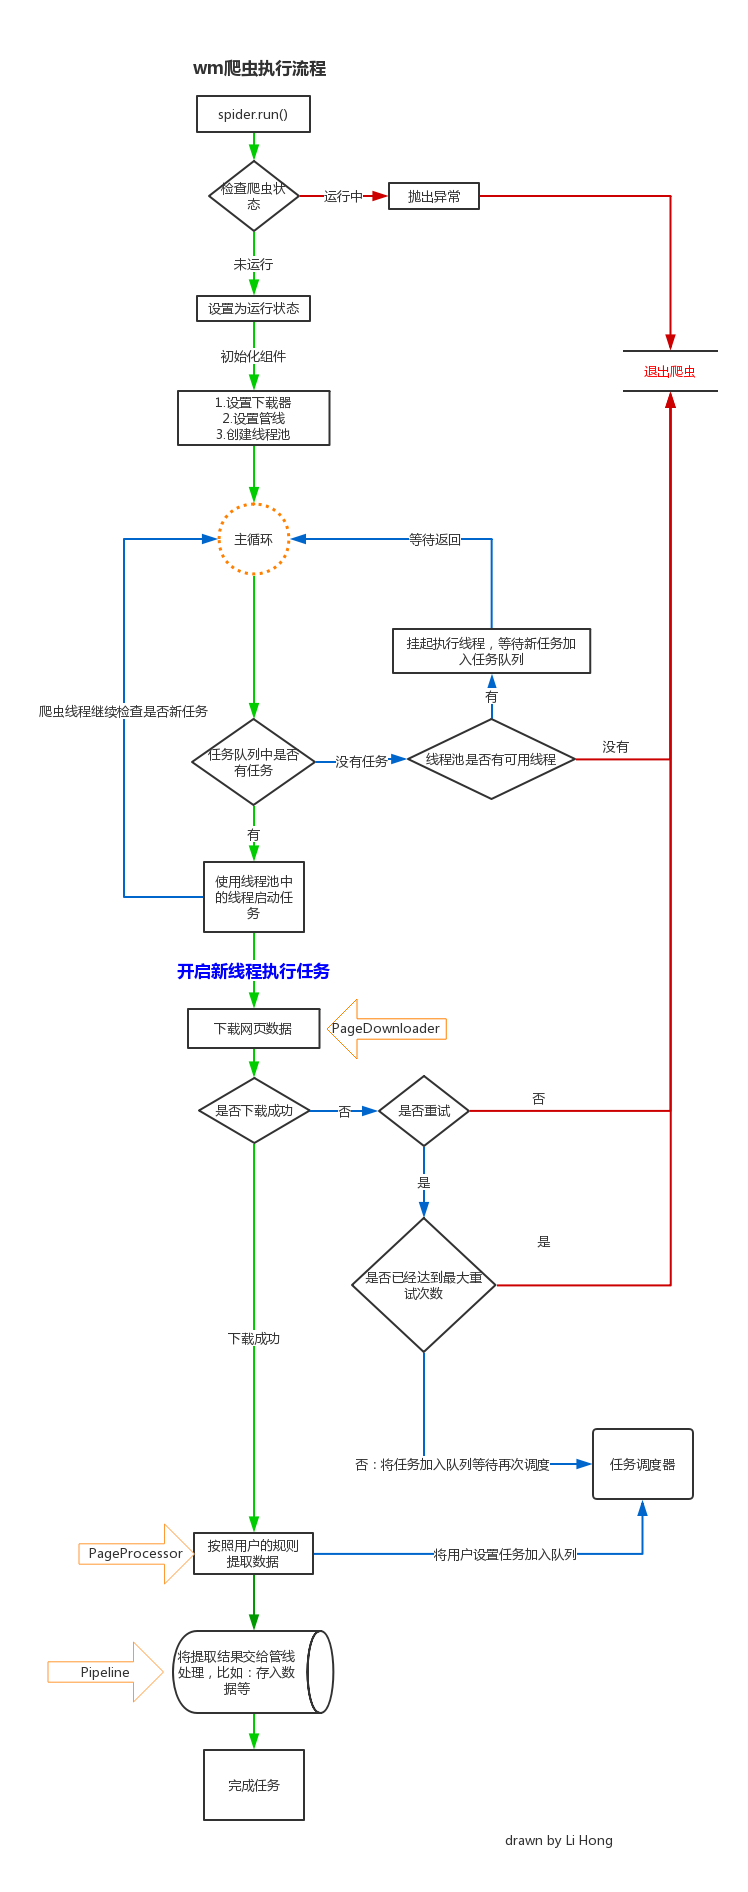 wm爬虫执行流程
spider.run()
检查爬虫状
态
运行中
抛出异常
未运行
设置为运行状态
初始化组件
退出爬虫
1.设置下载器
2.设置管线
3.创建线程池
主循环
等待返回
挂起执行线程，等待新任务加
入任务队列
有
爬虫线程继续检查是否新任务
任务队列中是否
有任务
没有任务
线程池是否有可用线程
没有
有
使用线程池中
的线程启动任
务
开启新线程执行任务
下载网页数据
PageDownloader
是否下载成功
否
是否重试
否
是
是否已经达到最大重
试次数
是
下载成功
否：将任务加入队列等待再次调度
任务调度器
PageProcessor
按照用户的规则
提取数据
将用户设置任务加入队列
Pipeline
将提取结果交给管线
处理，比如：存入数
据等
完成任务
drawn by Li Hong